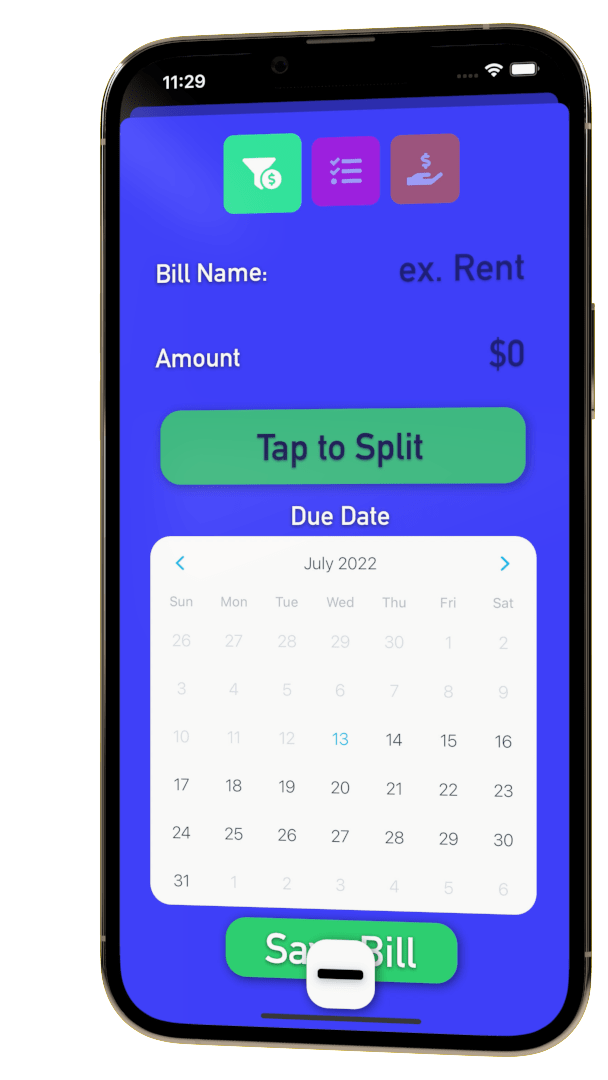 11:29
$
$
Bill Name: ex. Rent
Amount $0
Tap to Split
Due Date
July 2022
Sun Mon Tue Wed Thu Fri Sat
26 27 28 29 30 1 2
3 4 5 6 7 8 9
10 11 12 13 14 15 16
17 18 19 20 21 22 23
24 25 26 27 28 29 30
31 1 2 3 4 5 6
Bill